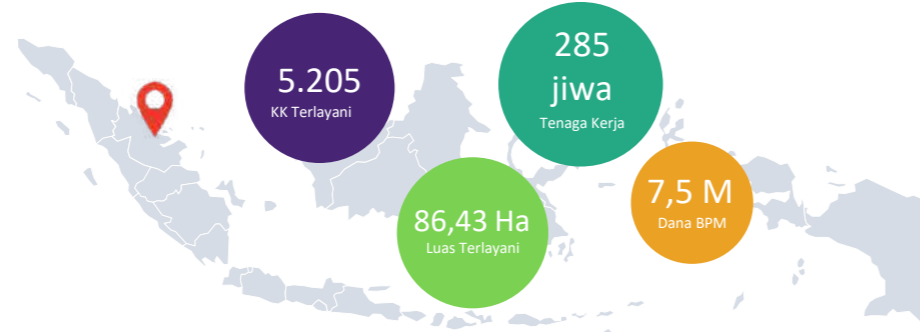 5.205
KK Terlayani
285
jiwa
Tenaga Kerja
86,43 Ha
Luas Terlayani
7,5 M
Dana BPM